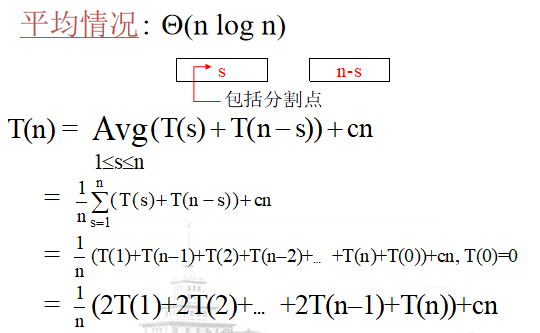 平均情况: Θ(n log n)
s n-s
包括分割点
T(n) = Avg(T(s) + T(n − s)) + cn
1≤s≤n
= 1/n ∑_{s=1}^{n} (T(s) + T(n − s)) + cn
= 1/n (T(1)+T(n–1)+T(2)+T(n–2)+… +T(n)+T(0))+cn, T(0)=0
= 1/n (2T(1)+2T(2)+… +2T(n–1)+T(n))+cn